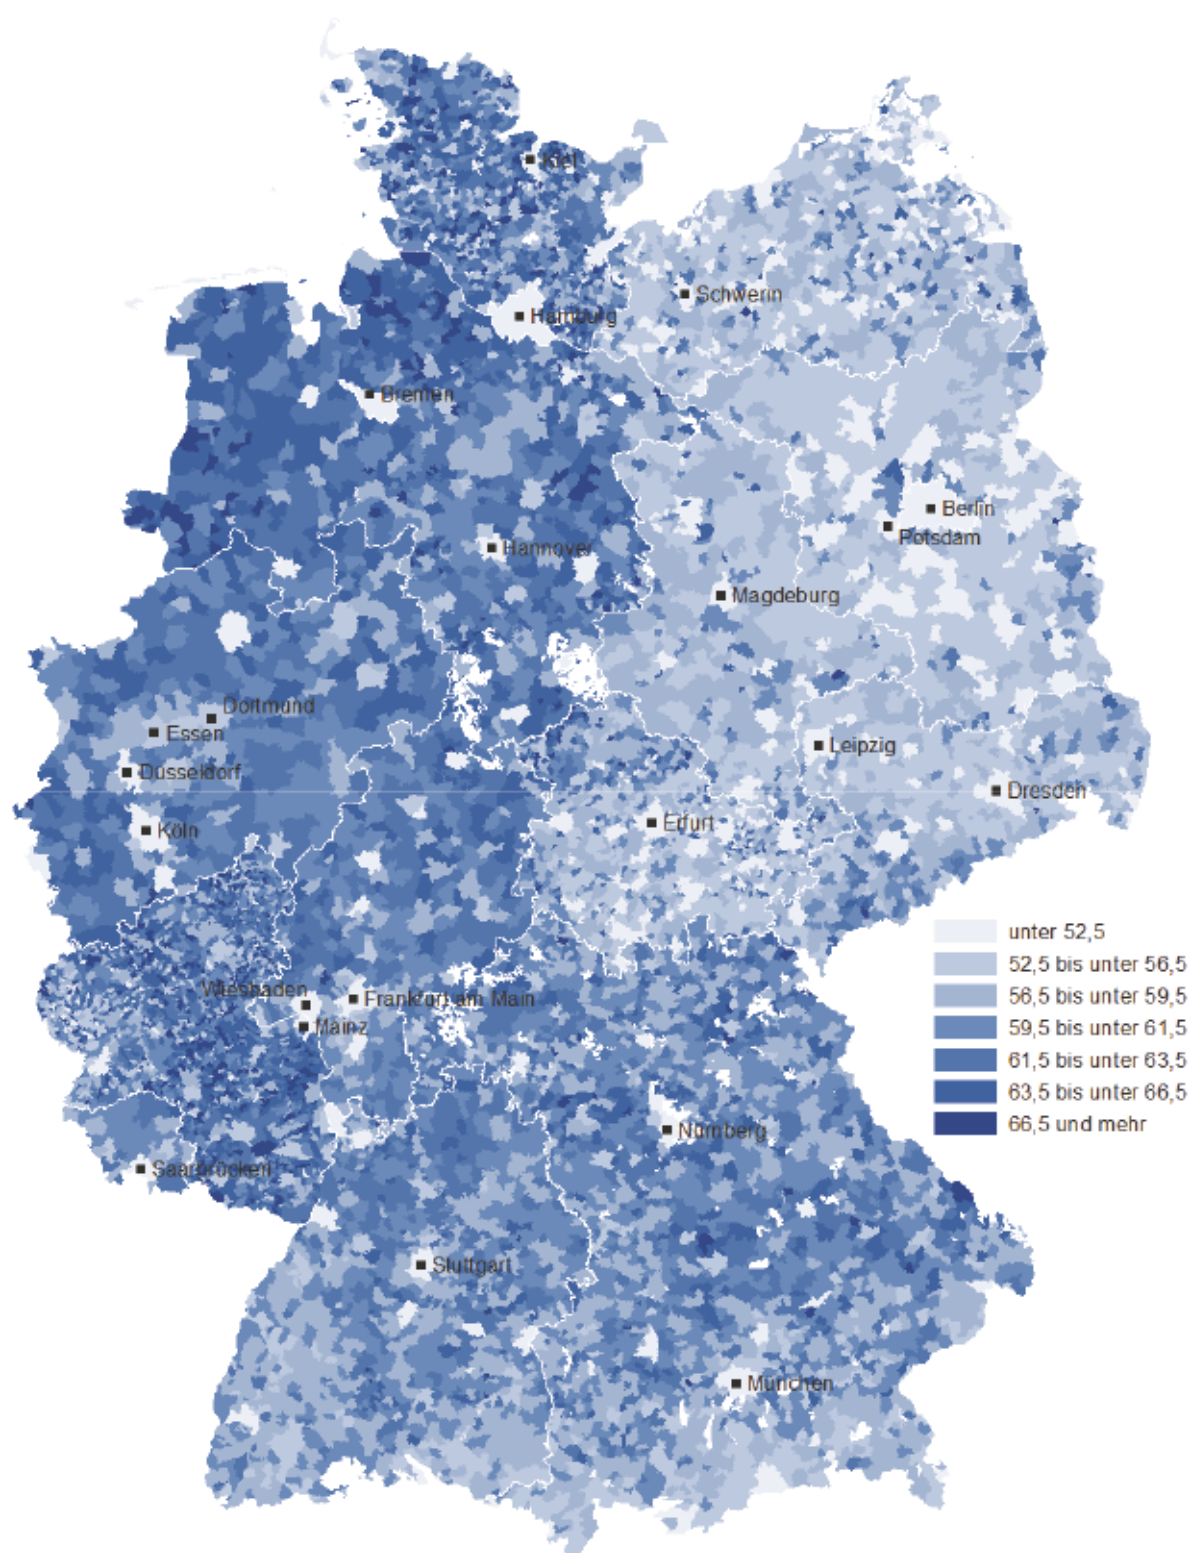 Kiel
Schwerin
Hamburg
Bremen
Berlin
Potsdam
Hannover
Magdeburg
Dortmund
Essen
Leipzig
Düsseldorf
Dresden
Köln
Erfurt
unter 52,5
52,5 bis unter 56,5
56,5 bis unter 59,5
59,5 bis unter 61,5
61,5 bis unter 63,5
63,5 bis unter 66,5
66,5 und mehr
Wiesbaden
Frankfurt am Main
Mainz
Nürnberg
Saarbrücken
Stuttgart
München